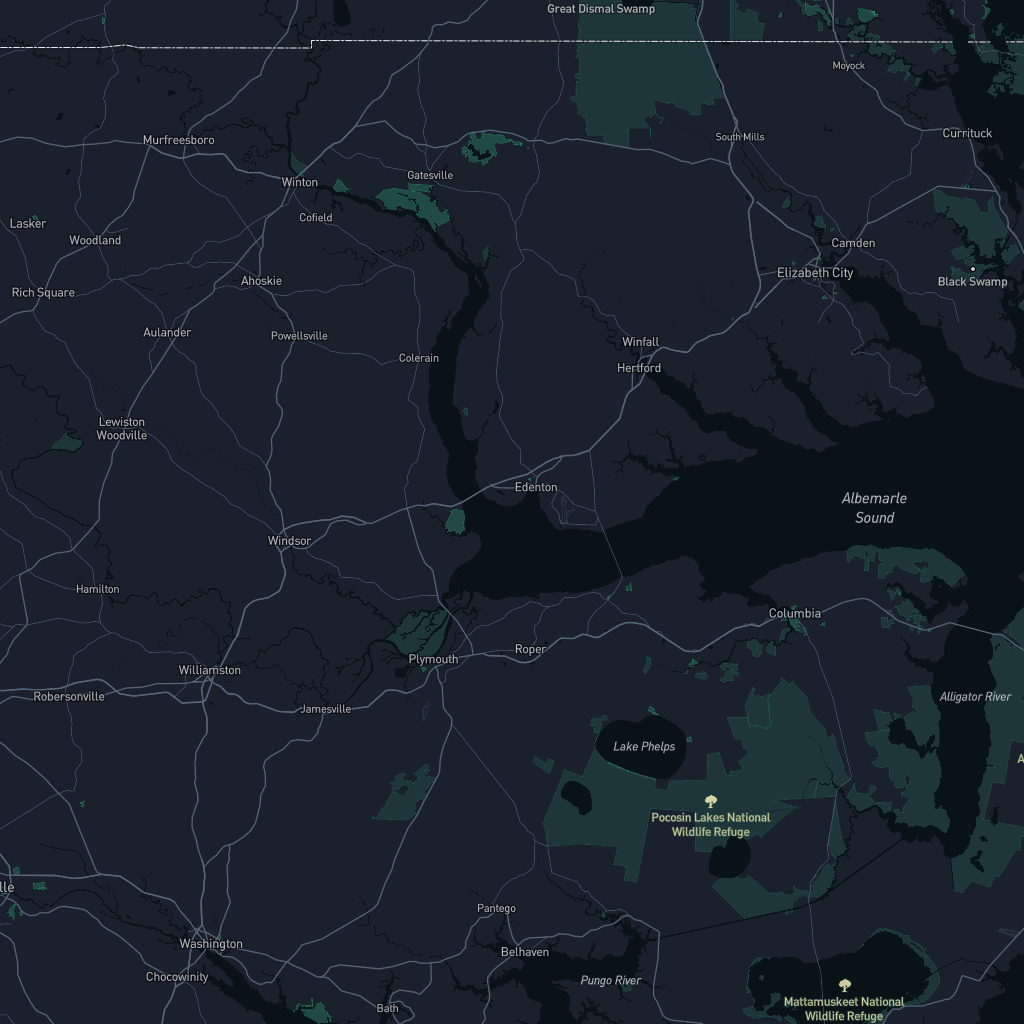 Great Dismal Swamp
Moyock
Murfreesboro
South Mills
Currituck
Gatesville
Winton
Cofield
Lasker
Woodland
Camden
Elizabeth City
Black Swamp
Ahoskie
Rich Square
Aulander
Powellsville
Winfall
Colerain
Hertford
Lewiston
Woodville
Edenton
Albemarle
Sound
Windsor
Hamilton
Columbia
Roper
Plymouth
Williamston
Robersonville
Jamesville
Alligator River
Lake Phelps
A
Pocosin Lakes National
Wildlife Refuge
lle
Pantego
Washington
Belhaven
Chocowinity
Pungo River
Mattamuskeet National
Wildlife Refuge
Bath